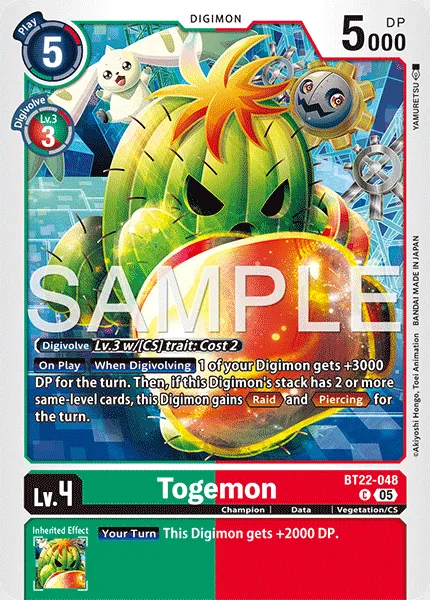 DIGIMON
Play
5
DP
5000
Digivolve
Lv.3
3
YAMURETSU
©Akiyoshi Hongo, Toei Animation BANDAI MADE IN JAPAN
SAMPLE
Digivolve Lv.3 w/[CS] trait: Cost 2
On Play When Digivolving 1 of your Digimon gets +3000
DP for the turn. Then, if this Digimon's stack has 2 or more
same-level cards, this Digimon gains Raid and Piercing for
the turn.
Lv.4
Togemon
BT22-048
C 05
Champion Data Vegetation/CS
Inherited Effect
Your Turn This Digimon gets +2000 DP.